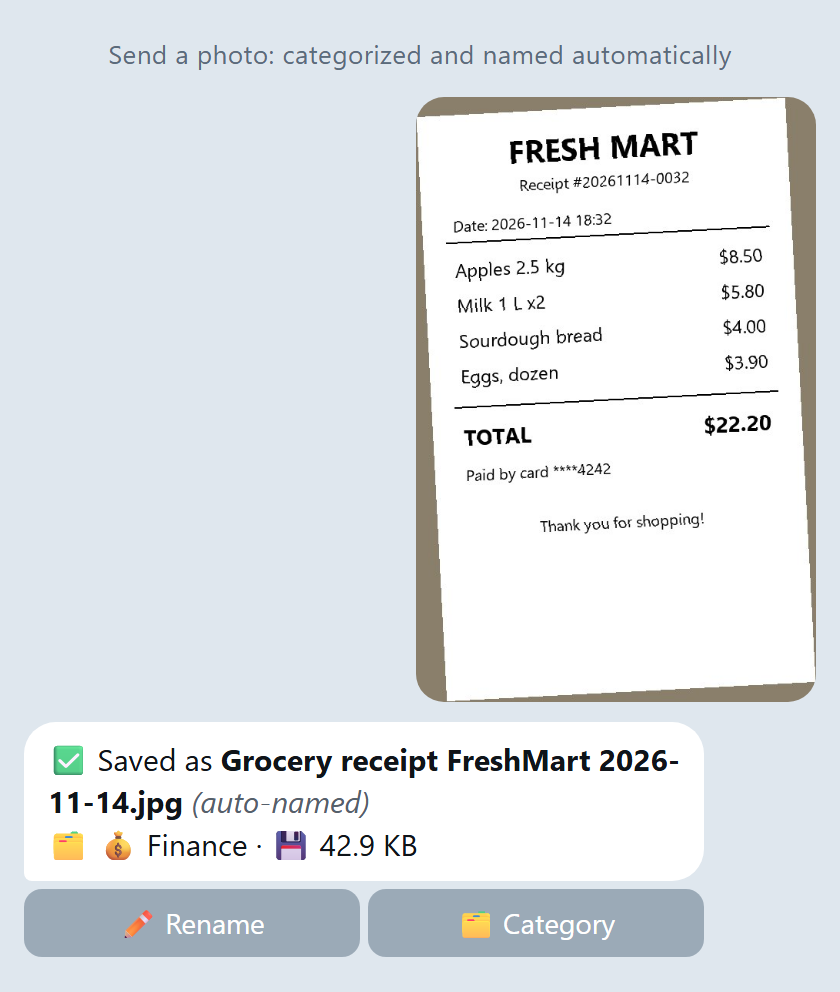 Send a photo: categorized and named automatically
FRESH MART
Receipt #20261114-0032
Date: 2026-11-14 18:32
Apples 2.5 kg $8.50
Milk 1 L x2 $5.80
Sourdough bread $4.00
Eggs, dozen $3.90
TOTAL $22.20
Paid by card ****4242
Thank you for shopping!
✅ Saved as Grocery receipt FreshMart 2026-
11-14.jpg (auto-named)
🗂️ 💰 Finance · 💾 42.9 KB
✏️ Rename
🗂️ Category